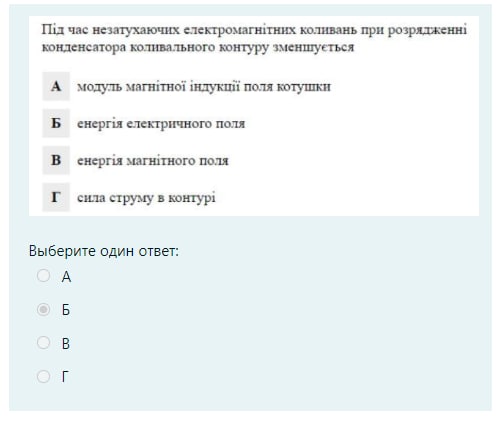 Під час незатухаючих електромагнітних коливань при розрядженні
конденсатора коливального контуру зменшується
А модуль магнітної індукції поля котушки
Б енергія електричного поля
В енергія магнітного поля
Г сила струму в контурі
Выберите один ответ:
А
Б
В
Г